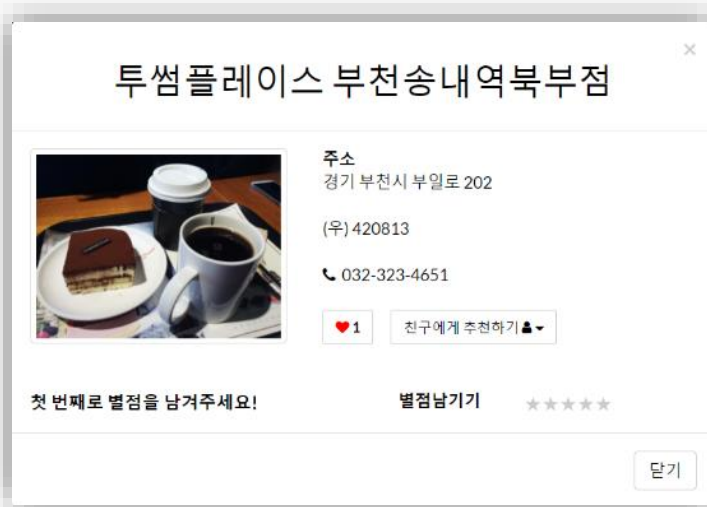 ×
투썸플레이스 부천송내역북부점
주소
경기 부천시 부일로 202
(우) 420813
032-323-4651
1
친구에게 추천하기
첫 번째로 별점을 남겨주세요!
별점남기기 ★★★★★
닫기